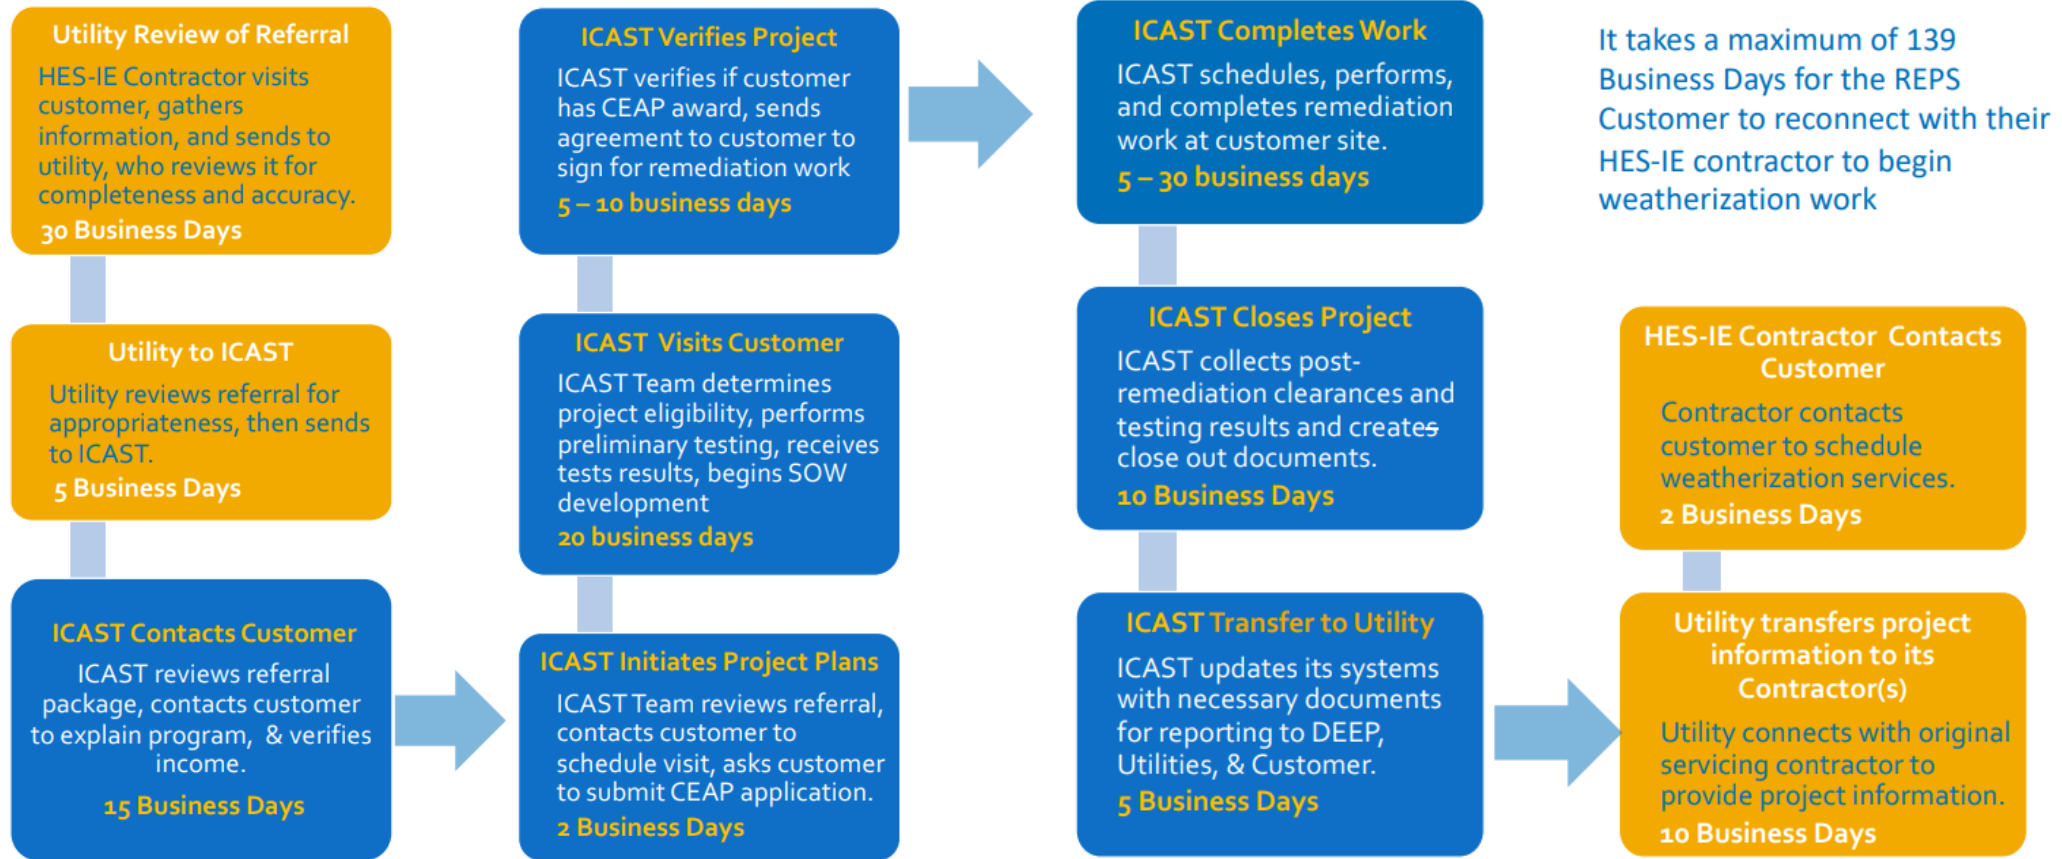 Utility Review of Referral
HES-IE Contractor visits
customer, gathers
information, and sends to
utility, who reviews it for
completeness and accuracy.
30 Business Days
Utility to ICAST
Utility reviews referral for
appropriateness, then sends
to ICAST.
5 Business Days
ICAST Contacts Customer
ICAST reviews referral
package, contacts customer
to explain program, & verifies
income.
15 Business Days
ICAST Initiates Project Plans
ICAST Team reviews referral,
contacts customer to
schedule visit, asks customer
to submit CEAP application.
2 Business Days
ICAST Visits Customer
ICAST Team determines
project eligibility, performs
preliminary testing, receives
tests results, begins SOW
development
20 business days
ICAST Verifies Project
ICAST verifies if customer
has CEAP award, sends
agreement to customer to
sign for remediation work
5 – 10 business days
ICAST Completes Work
ICAST schedules, performs,
and completes remediation
work at customer site.
5 – 30 business days
ICAST Closes Project
ICAST collects post-
remediation clearances and
testing results and creates
close out documents.
10 Business Days
ICAST Transfer to Utility
ICAST updates its systems
with necessary documents
for reporting to DEEP,
Utilities, & Customer.
5 Business Days
Utility transfers project
information to its
Contractor(s)
Utility connects with original
servicing contractor to
provide project information.
10 Business Days
HES-IE Contractor Contacts
Customer
Contractor contacts
customer to schedule
weatherization services.
2 Business Days
It takes a maximum of 139
Business Days for the REPS
Customer to reconnect with their
HES-IE contractor to begin
weatherization work